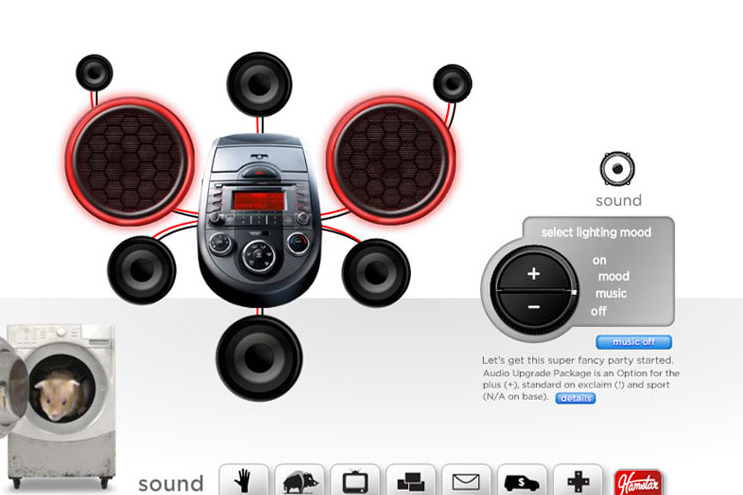 sound
select lighting mood
on
mood
music
off
music off
Let's get this super fancy party started.
Audio Upgrade Package is an Option for the
plus (+), standard on exclaim (!) and sport
(N/A on base). details
sound
$
Hamstar